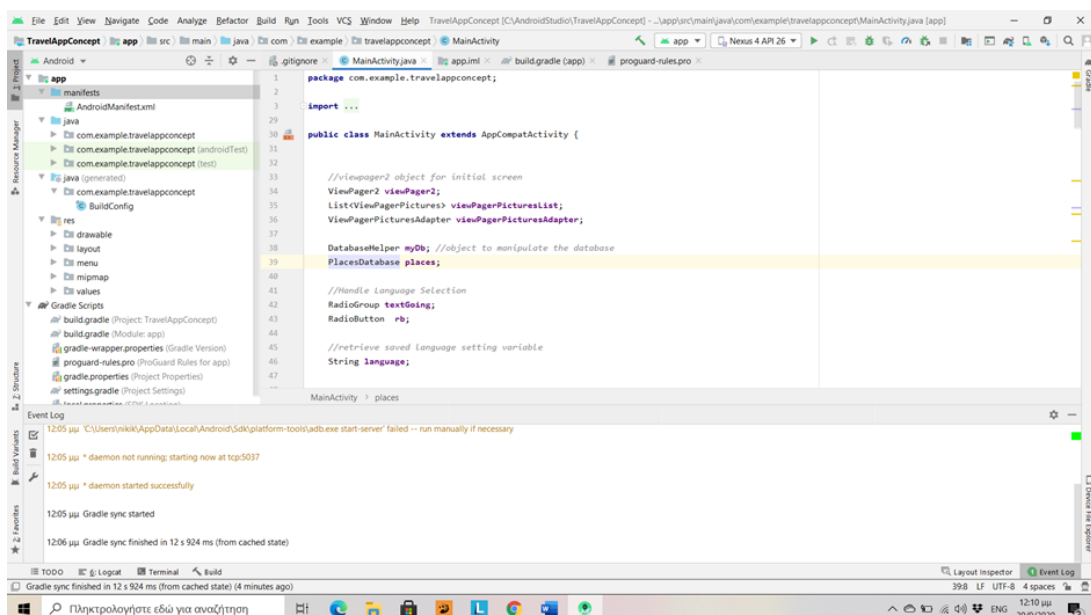 File Edit View Navigate Code Analyze Refactor Build Run Tools VCS Window Help TravelAppConcept [C:\AndroidStudio\TravelAppConcept] - ...\app\src\main\java\com\example\travelappconcept\MainActivity.java [app]
TravelAppConcept app src main java com example travelappconcept MainActivity app Nexus 4 API 26
Android .gitignore MainActivity.java app.iml build.gradle (app) proguard-rules.pro
1: Project
Resource Manager
Z: Structure
Build Variants
2: Favorites
Gradle
Device File Explorer
app
manifests
AndroidManifest.xml
java
com.example.travelappconcept
com.example.travelappconcept (androidTest)
com.example.travelappconcept (test)
java (generated)
com.example.travelappconcept
BuildConfig
res
drawable
layout
menu
mipmap
values
Gradle Scripts
build.gradle (Project: TravelAppConcept)
build.gradle (Module: app)
gradle-wrapper.properties (Gradle Version)
proguard-rules.pro (ProGuard Rules for app)
gradle.properties (Project Properties)
settings.gradle (Project Settings)
1 package com.example.travelappconcept;
2
3 import ...
29
30 public class MainActivity extends AppCompatActivity {
31
32
33 //viewpager2 object for initial screen
34 ViewPager2 viewPager2;
35 List<ViewPagerPictures> viewPagerPicturesList;
36 ViewPagerPicturesAdapter viewPagerPicturesAdapter;
37
38 DatabaseHelper myDb; //object to manipulate the database
39 PlacesDatabase places;
40
41 //Handle Language Selection
42 RadioGroup textGoing;
43 RadioButton rb;
44
45 //retrieve saved Language setting variable
46 String language;
47
MainActivity > places
Event Log
12:05 μμ 'C:\Users\nikik\AppData\Local\Android\Sdk\platform-tools\adb.exe start-server' failed -- run manually if necessary
12:05 μμ * daemon not running; starting now at tcp:5037
12:05 μμ * daemon started successfully
12:05 μμ Gradle sync started
12:06 μμ Gradle sync finished in 12 s 924 ms (from cached state)
TODO 6: Logcat Terminal Build Layout Inspector Event Log
Gradle sync finished in 12 s 924 ms (from cached state) (4 minutes ago) 39:8 LF UTF-8 4 spaces
Πληκτρολογήστε εδώ για αναζήτηση ENG 12:10 μμ